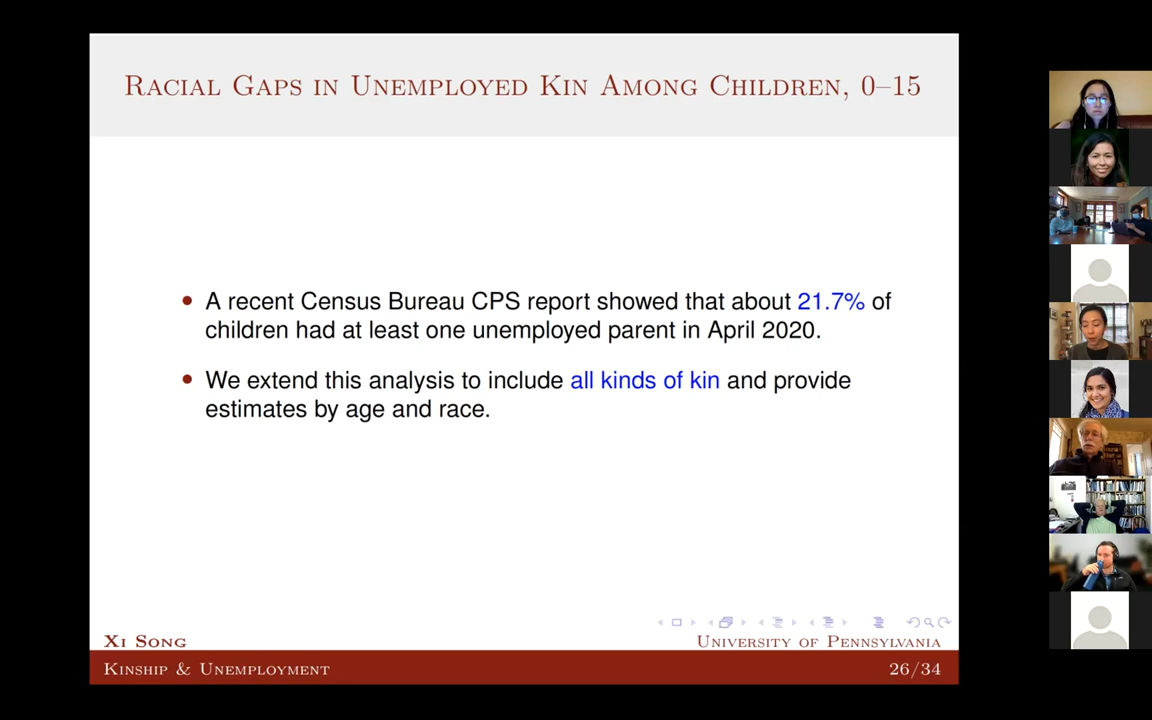 Racial Gaps in Unemployed Kin Among Children, 0–15
• A recent Census Bureau CPS report showed that about 21.7% of
children had at least one unemployed parent in April 2020.
• We extend this analysis to include all kinds of kin and provide
estimates by age and race.
Xi Song
University of Pennsylvania
Kinship & Unemployment
26/34